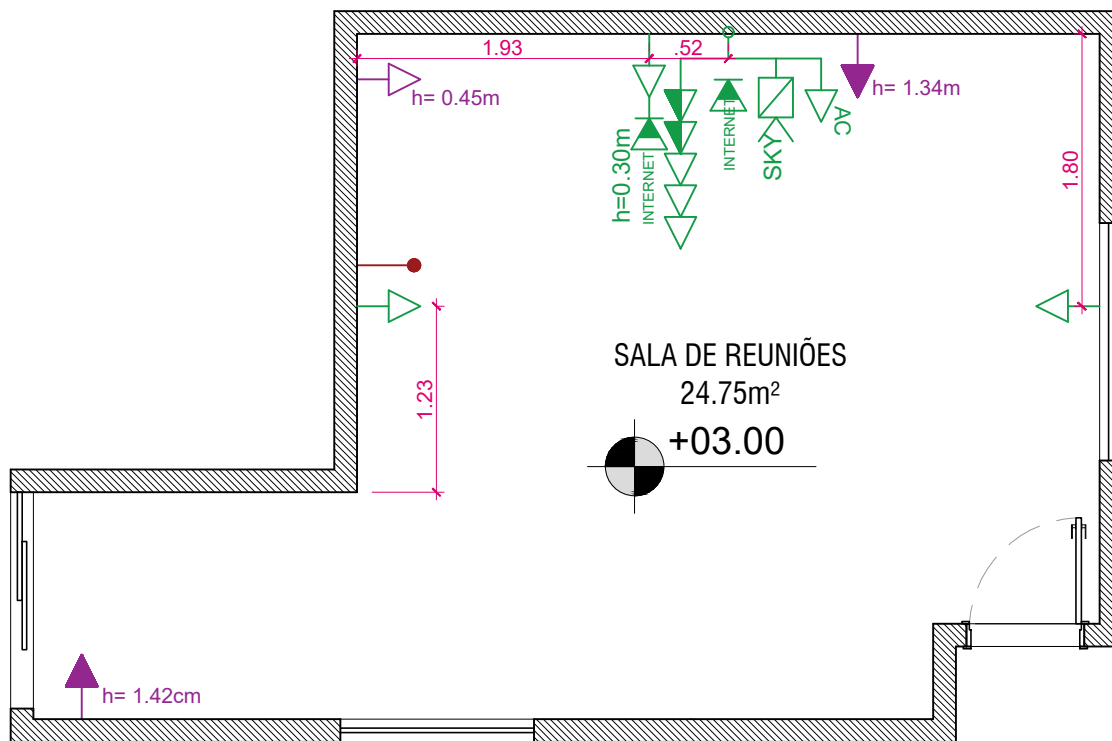 1.93
.52
h= 0.45m
h= 1.34m
AC
SKY
INTERNET
INTERNET
h=0.30m
1.80
1.23
SALA DE REUNIÕES
24.75m²
+03.00
h= 1.42cm